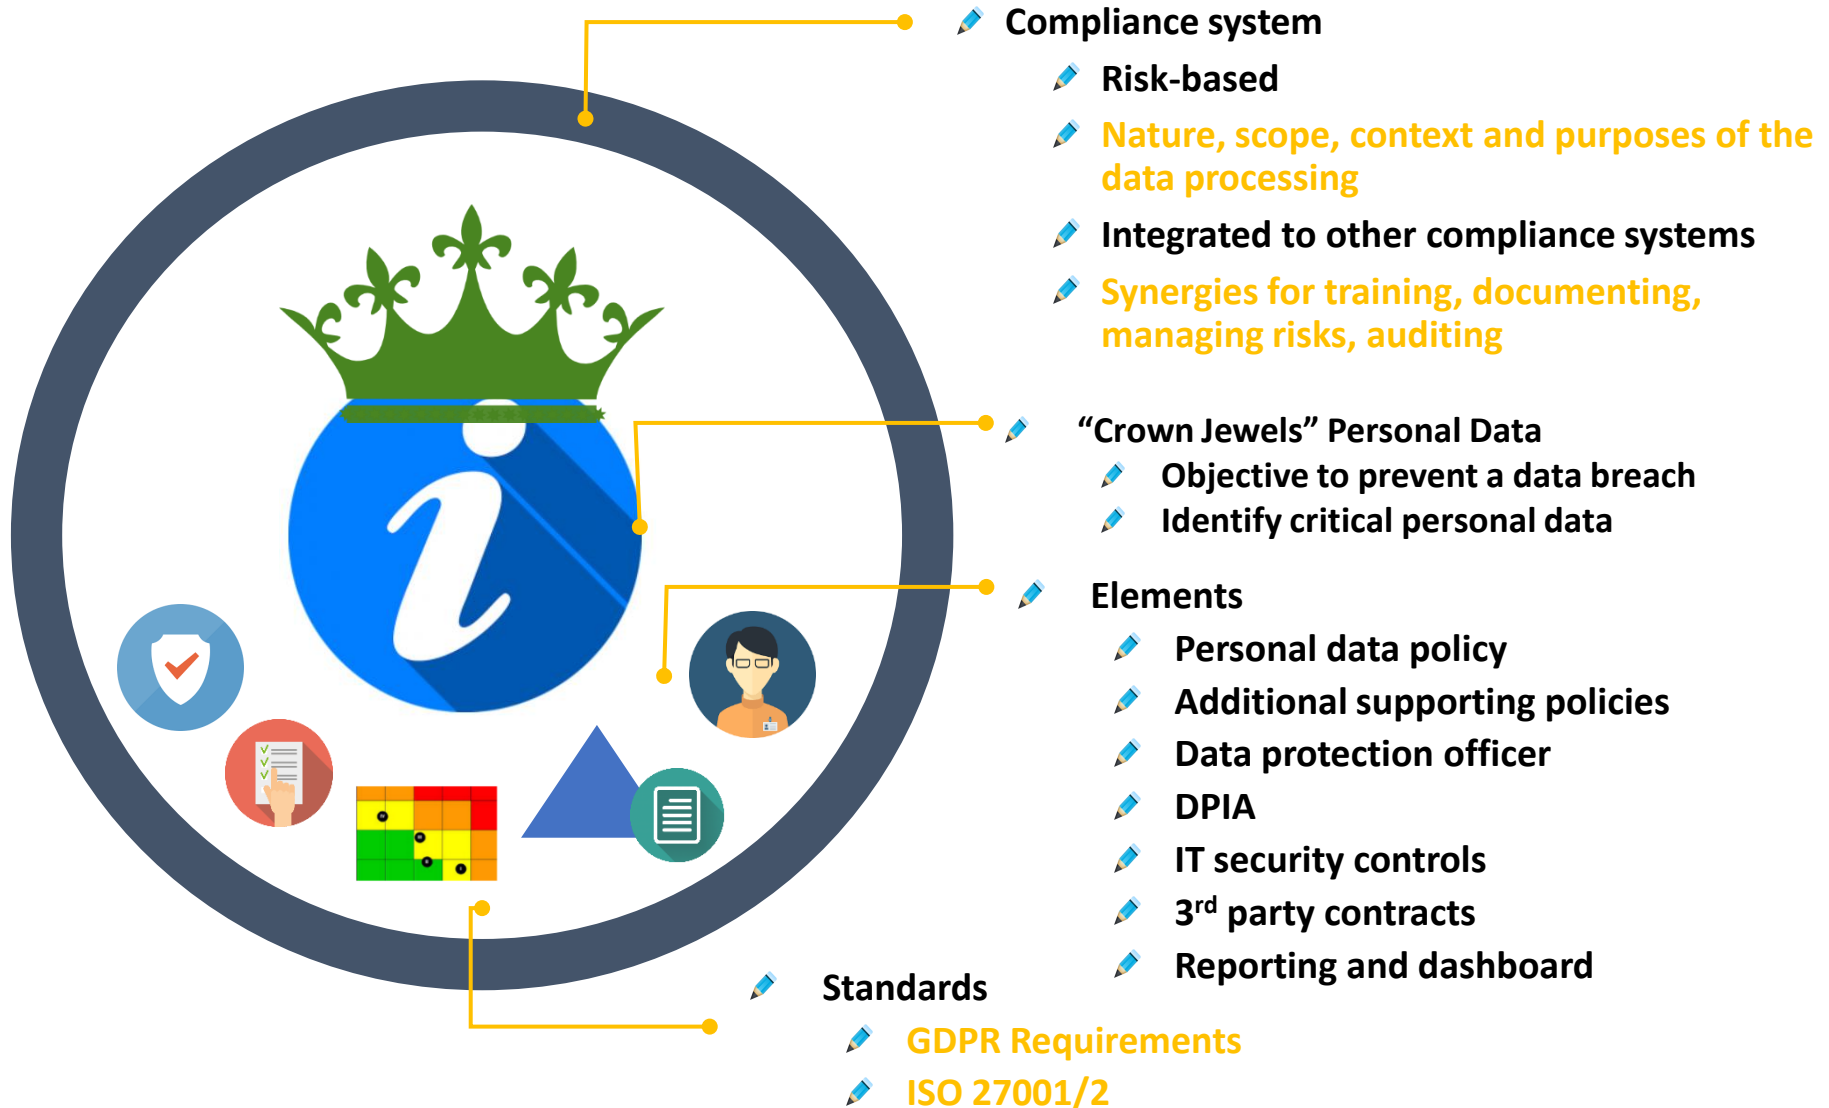 Compliance system
Risk-based
Nature, scope, context and purposes of the
data processing
Integrated to other compliance systems
Synergies for training, documenting,
managing risks, auditing
“Crown Jewels” Personal Data
Objective to prevent a data breach
Identify critical personal data
Elements
Personal data policy
Additional supporting policies
Data protection officer
DPIA
IT security controls
3rd party contracts
Reporting and dashboard
Standards
GDPR Requirements
ISO 27001/2